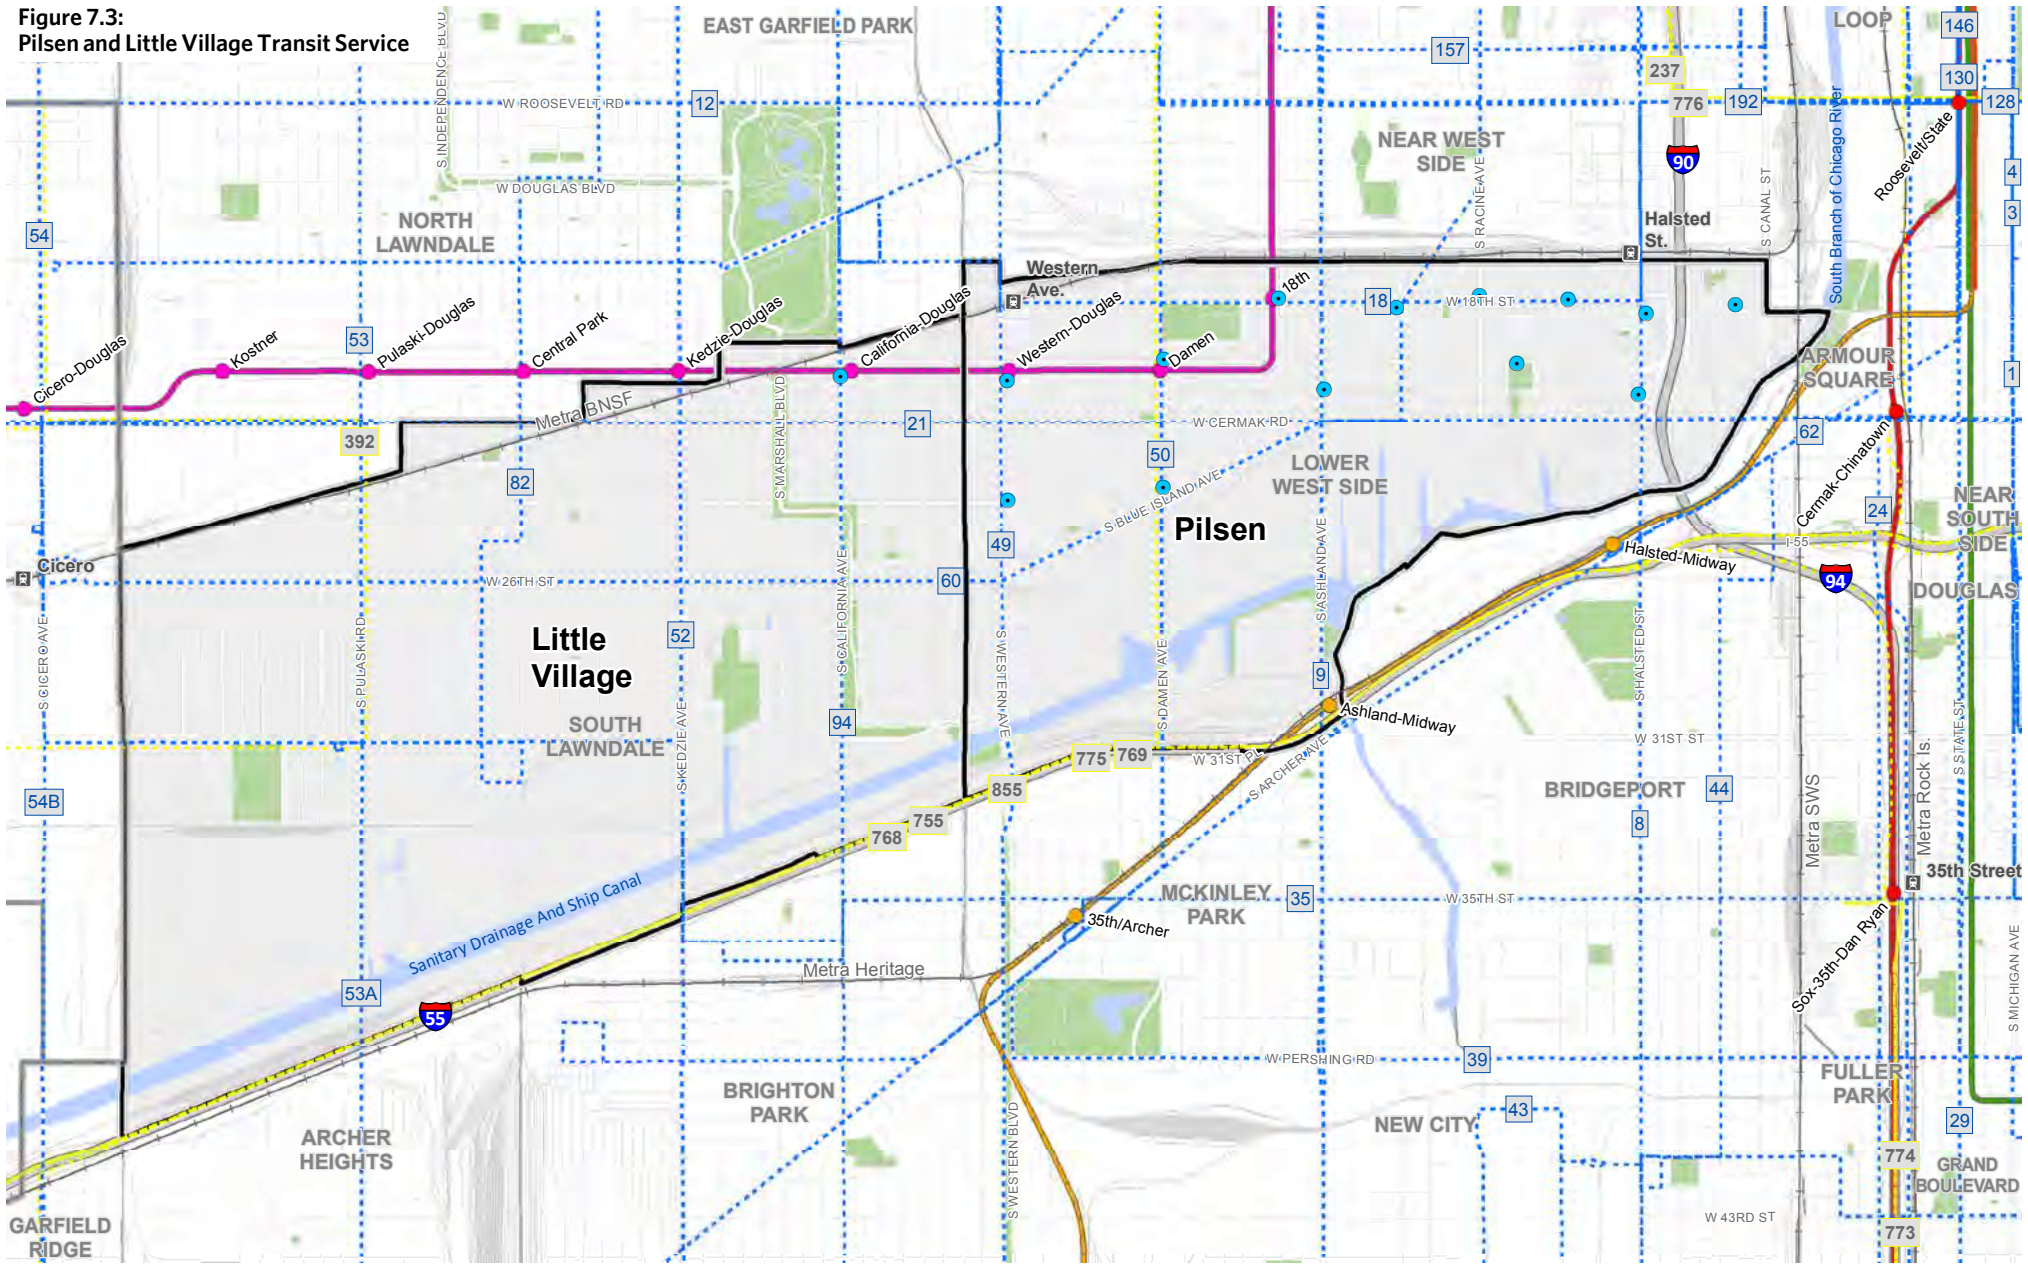 Figure 7.3:
Pilsen and Little Village Transit Service
S INDEPENDENCE BLVD
EAST GARFIELD PARK
157
237
776
LOOP
146
130
128
W ROOSEVELT RD
12
192
NEAR WEST
SIDE
90
S RACINE AVE
S CANAL ST
South Branch of Chicago River
Roosevelt/State
4
3
W DOUGLAS BLVD
NORTH
LAWNDALE
54
Halsted
St.
Western
Ave.
18th
18
W 18TH ST
Cicero-Douglas
Kostner
53
Pulaski-Douglas
Central Park
Kedzie-Douglas
California-Douglas
Western-Douglas
Damen
ARMOUR
SQUARE
1
S MARSHALL BLVD
Metra BNSF
392
21
W CERMAK RD
62
Cermak-Chinatown
82
50
S BLUE ISLAND AVE
LOWER
WEST SIDE
Pilsen
24
NEAR
SOUTH
SIDE
I-55
49
S ASHLAND AVE
Halsted-Midway
94
DOUGLAS
Cicero
W 26TH ST
60
S CICERO AVE
S PULASKI RD
Little
Village
52
S CALIFORNIA AVE
S WESTERN AVE
S DAMEN AVE
9
S HALSTED ST
Ashland-Midway
SOUTH
LAWNDALE
S KEDZIE AVE
94
775
769
W 31ST PL
S ARCHER AVE
W 31ST ST
S STATE ST
Metra Rock Is.
54B
855
755
768
BRIDGEPORT
44
8
Metra SWS
35th Street
Sanitary Drainage And Ship Canal
MCKINLEY
PARK
35
W 35TH ST
35th/Archer
Sox-35th-Dan Ryan
S MICHIGAN AVE
Metra Heritage
53A
55
W PERSHING RD
39
FULLER
PARK
BRIGHTON
PARK
43
NEW CITY
29
ARCHER
HEIGHTS
S WESTERN BLVD
774
GRAND
BOULEVARD
GARFIELD
RIDGE
W 43RD ST
773